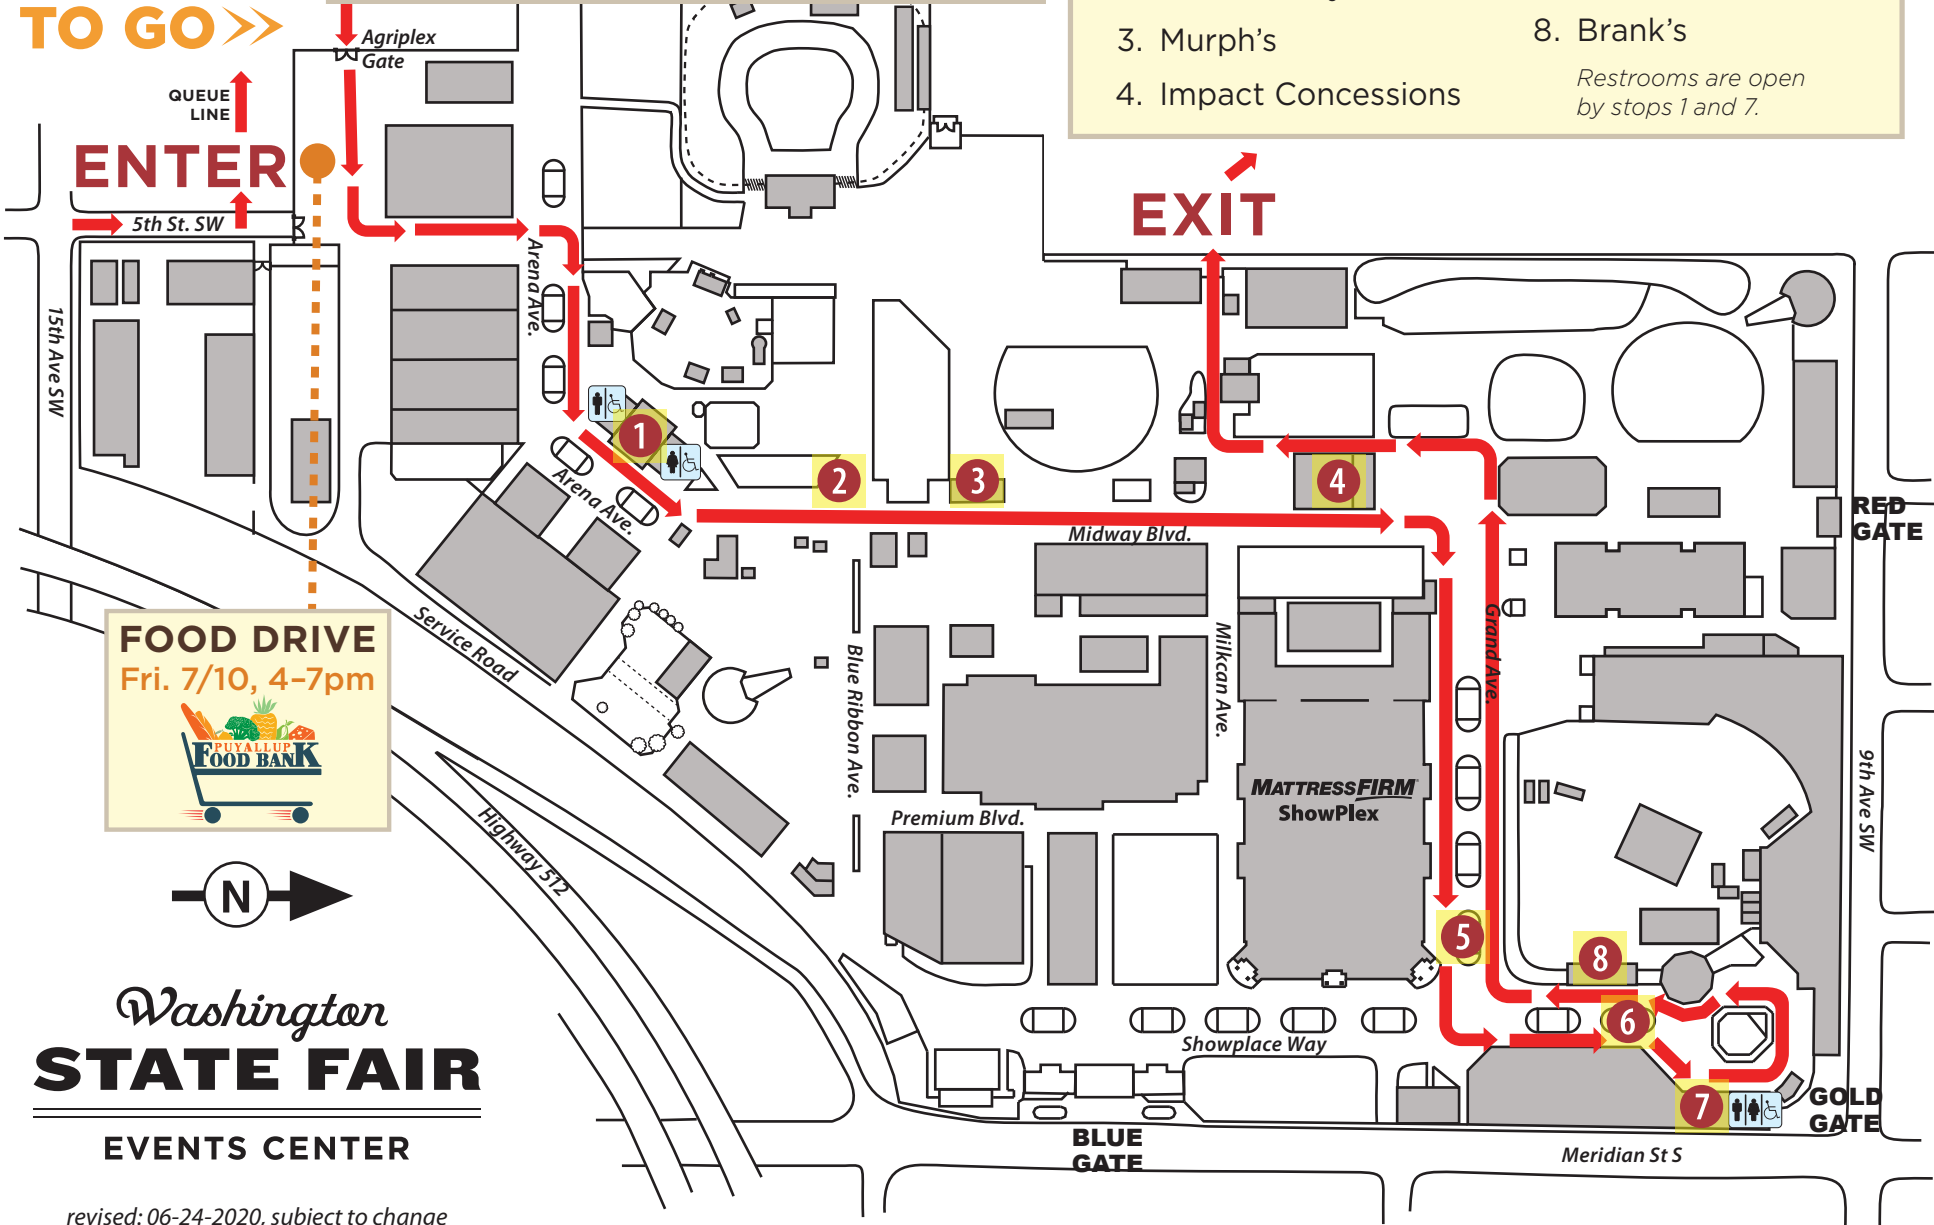 TO GO
3. Murph's
4. Impact Concessions
8. Brank's
Restrooms are open
by stops 1 and 7.
Agriplex
Gate
QUEUE
LINE
ENTER
5th St. SW
EXIT
15th Ave SW
Arena Ave.
1
2
3
4
Arena Ave.
Midway Blvd.
RED
GATE
FOOD DRIVE
Fri. 7/10, 4–7pm
PUYALLUP
FOOD BANK
Service Road
Blue Ribbon Ave.
Milkcan Ave.
Grand Ave.
MATTRESSFIRM
ShowPlex
Premium Blvd.
9th Ave SW
Highway 512
N
5
8
6
7
Washington
STATE FAIR
EVENTS CENTER
Showplace Way
BLUE
GATE
GOLD
GATE
Meridian St S
revised: 06-24-2020, subject to change